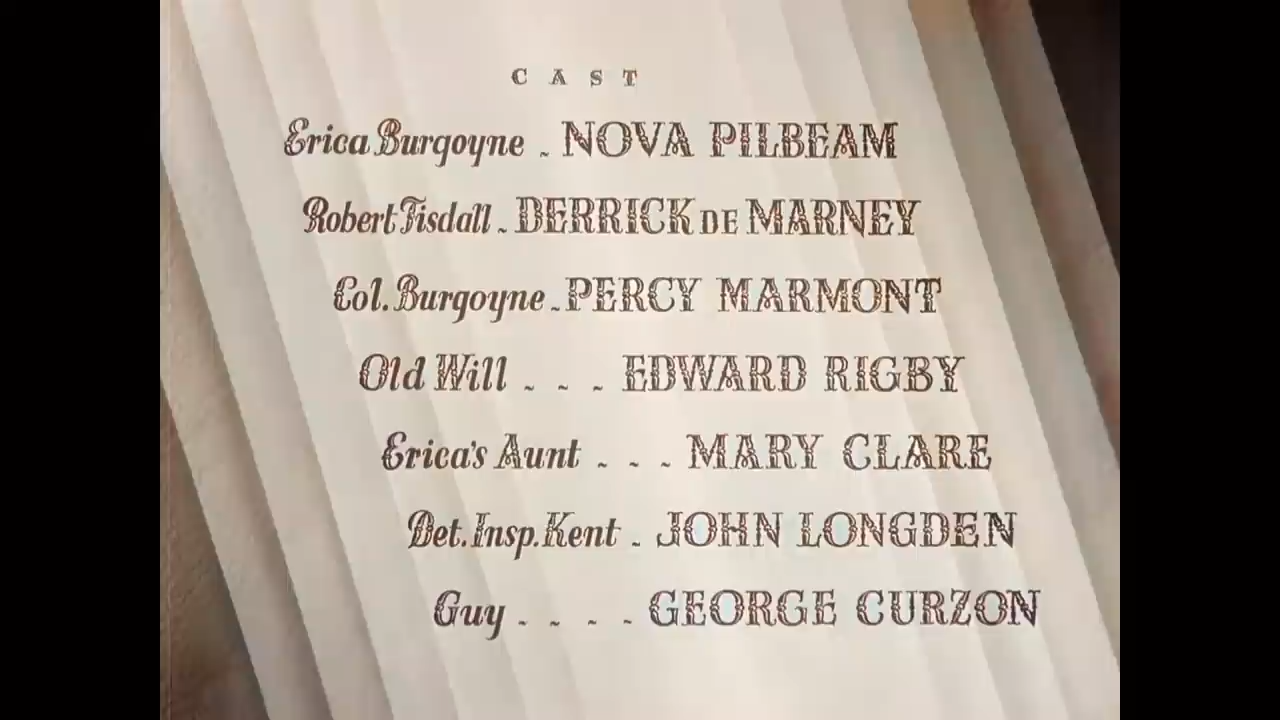 CAST
Erica Burgoyne - NOVA PILBEAM
Robert Tisdall - DERRICK DE MARNEY
Col. Burgoyne - PERCY MARMONT
Old Will - - - EDWARD RIGBY
Erica's Aunt - - - MARY CLARE
Det. Insp. Kent - JOHN LONGDEN
Guy - - - - GEORGE CURZON